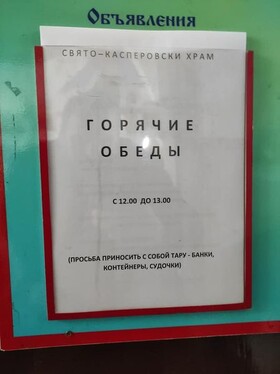 Объявления
СВЯТО–КАСПЕРОВСКИ ХРАМ
ГОРЯЧИЕ
ОБЕДЫ
С 12.00 ДО 13.00
(ПРОСЬБА ПРИНОСИТЬ С СОБОЙ ТАРУ - БАНКИ,
КОНТЕЙНЕРЫ, СУДОЧКИ)